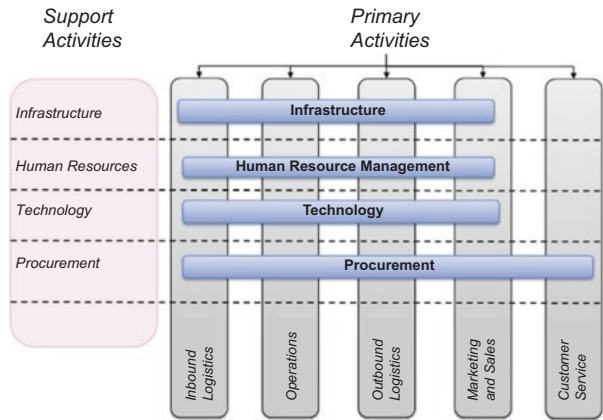 Support
Activities
Primary
Activities
Infrastructure
Infrastructure
Human Resources
Human Resource Management
Technology
Technology
Procurement
Procurement
Inbound
Logistics
Operations
Outbound
Logistics
Marketing
and Sales
Customer
Service